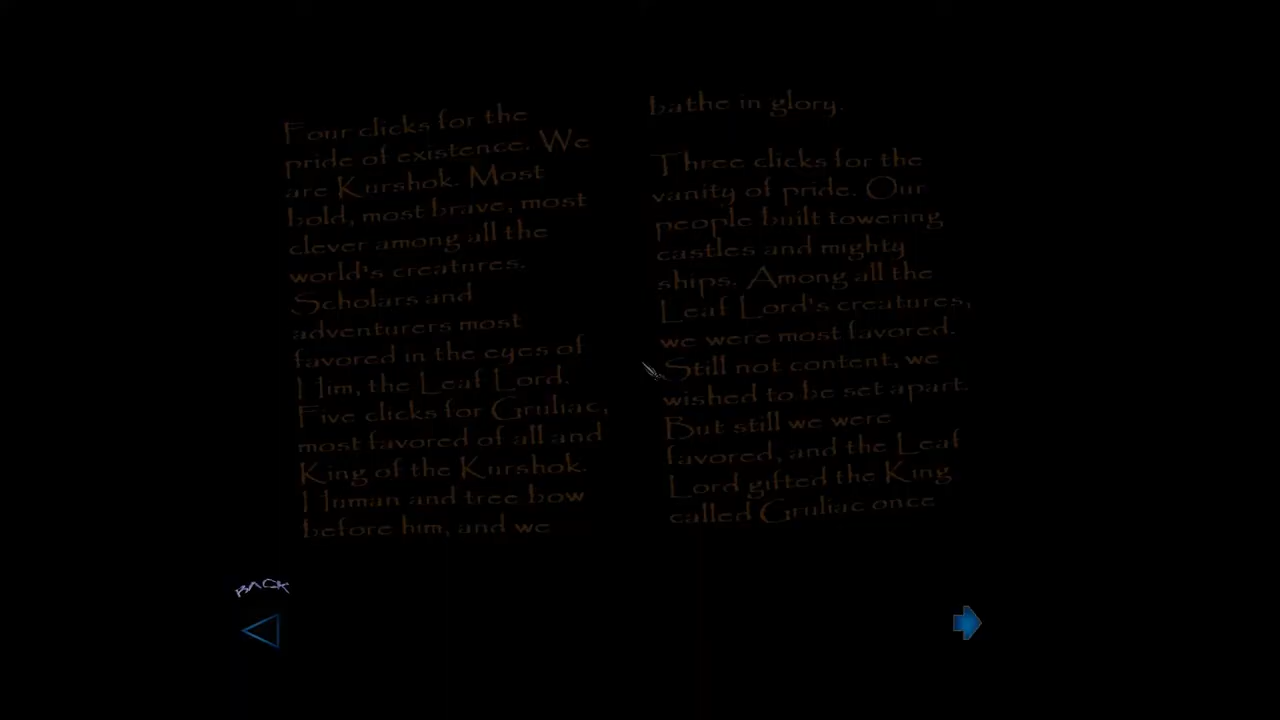 Four clicks for the
pride of existence. We
are Kurshok. Most
bold, most brave, most
clever among all the
world's creatures.
Scholars and
adventurers most
favored in the eyes of
Him, the Leaf Lord.
Five clicks for Gruliac,
most favored of all and
King of the Kurshok.
Human and tree bow
before him, and we
bathe in glory.
Three clicks for the
vanity of pride. Our
people built towering
castles and mighty
ships. Among all the
Leaf Lord's creatures,
we were most favored.
Still not content, we
wished to be set apart.
But still we were
favored, and the Leaf
Lord gifted the King
called Gruliac once
BACK